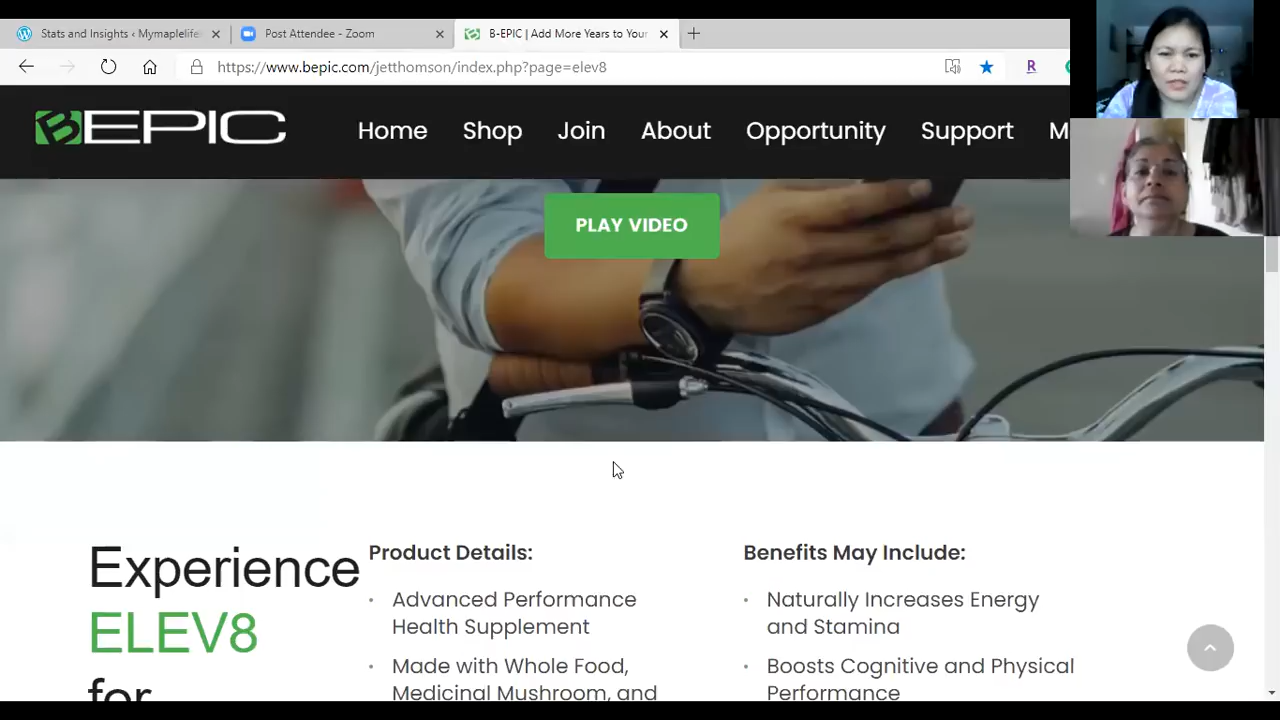 Stats and Insights ‹ Mymaplelife
Post Attendee - Zoom
B-EPIC | Add More Years to Your
https://www.bepic.com/jetthomson/index.php?page=elev8
R
BEPIC
Home
Shop
Join
About
Opportunity
Support
M
PLAY VIDEO
Experience
ELEV8
for
Product Details:
• Advanced Performance
Health Supplement
• Made with Whole Food,
Medicinal Mushroom, and
Benefits May Include:
• Naturally Increases Energy
and Stamina
• Boosts Cognitive and Physical
Performance